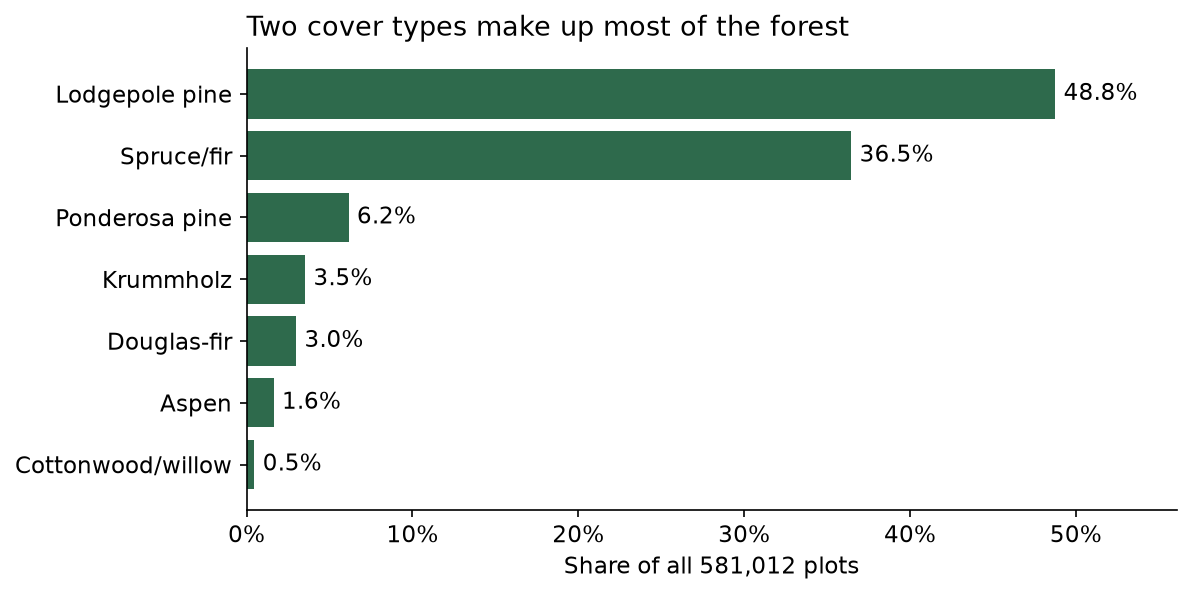 Two cover types make up most of the forest
Lodgepole pine 48.8%
Spruce/fir 36.5%
Ponderosa pine 6.2%
Krummholz 3.5%
Douglas-fir 3.0%
Aspen 1.6%
Cottonwood/willow 0.5%
0% 10% 20% 30% 40% 50%
Share of all 581,012 plots